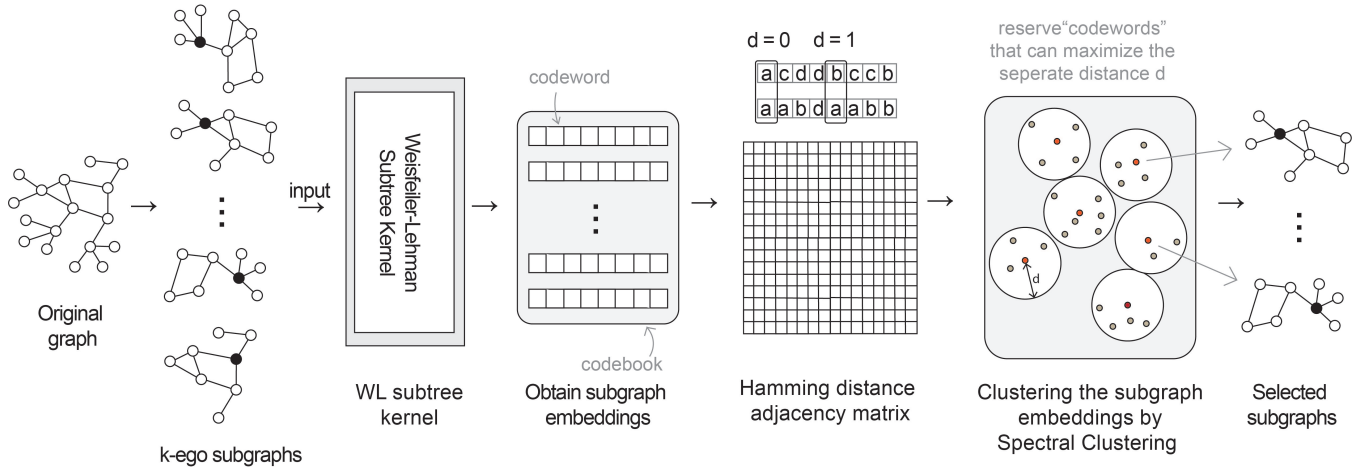 Original
graph
k-ego subgraphs
input
Weisfeiler-Lehman
Subtree Kernel
WL subtree
kernel
codeword
codebook
Obtain subgraph
embeddings
d = 0 d = 1
a c d d b c c b
a a b d a a b b
Hamming distance
adjacency matrix
reserve“codewords”
that can maximize the
seperate distance d
d
Clustering the subgraph
embeddings by
Spectral Clustering
Selected
subgraphs